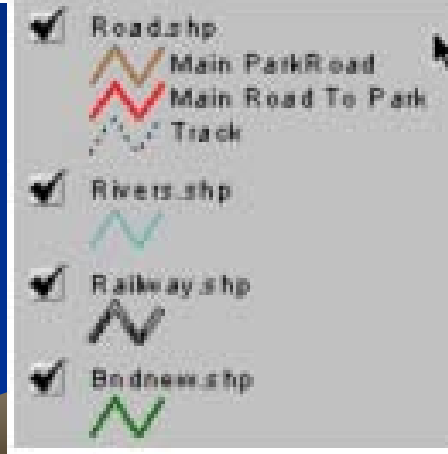 Road.shp
Main ParkRoad
Main Road To Park
Track
Rivers.shp
Railway.shp
Bndnew.shp